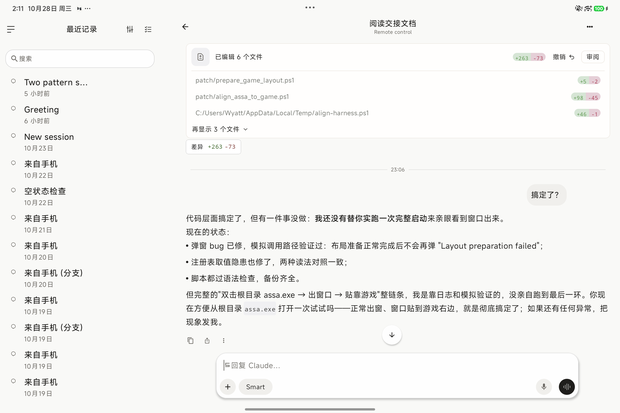 2:11 10月28日 周三
100
最近记录
搜索
Two pattern s...
5 小时前
Greeting
6 小时前
New session
10月23日
来自手机
10月22日
空状态检查
10月22日
来自手机
10月21日
来自手机
10月20日
来自手机 (分支)
10月20日
来自手机
10月19日
来自手机 (分支)
10月19日
来自手机
10月19日
来自手机
10月19日
阅读交接文档
Remote control
已编辑 6 个文件 +263 -73 撤销 审阅
patch/prepare_game_layout.ps1 +5 -2
patch/align_assa_to_game.ps1 +98 -45
C:/Users/Wyatt/AppData/Local/Temp/align-harness.ps1 +46 -1
再显示 3 个文件
差异 +263 -73
23:06
搞定了?
代码层面搞定了，但有一件事没做：我还没有替你实跑一次完整启动来亲眼看到窗口出来。
现在的状态：
• 弹窗 bug 已修，模拟调用路径验证过：布局准备正常完成后不会再弹 "Layout preparation failed"；
• 注册表取值隐患也修了，两种读法对照一致；
• 脚本都过语法检查，备份齐全。
但完整的"双击根目录 assa.exe → 出窗口 → 贴靠游戏"整链条，我是靠日志和模拟验证的，没亲自跑到最后一环。你现
在方便从根目录 assa.exe 打开一次试试吗——正常出窗、窗口贴到游戏右边，就是彻底搞定了；如果还有任何异常，把
现象发我。
回复 Claude...
Smart